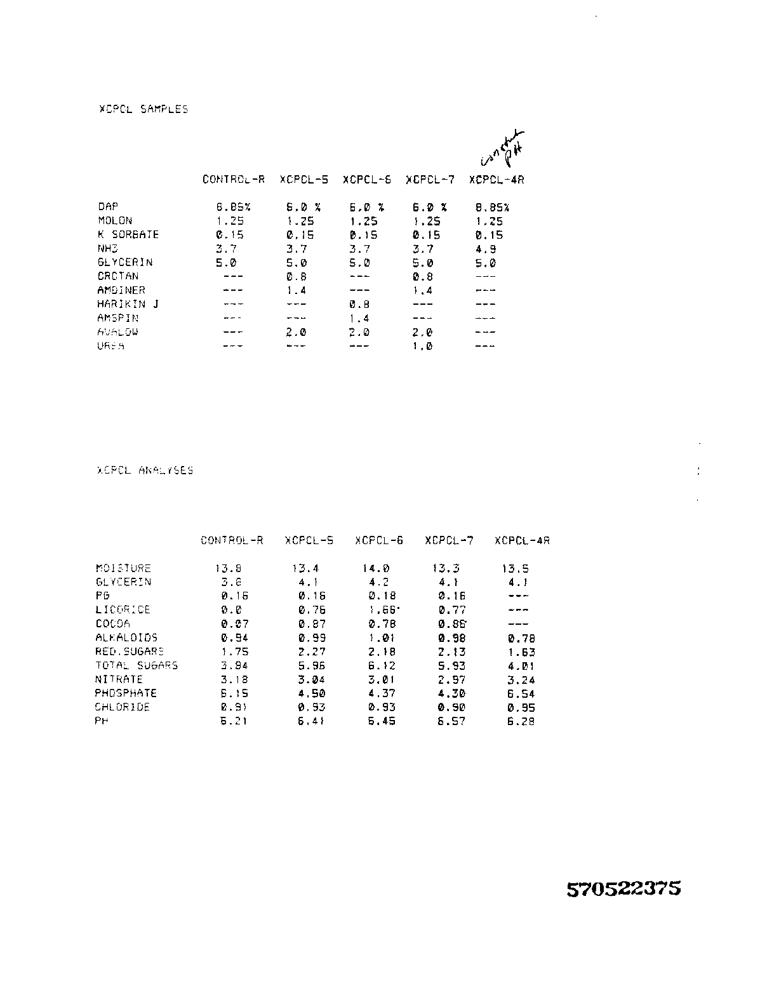 XCPCL SAMPLES
constant
pH
CONTROL-R XCPCL-5 XCPCL-6 XCPCL-7 XCPCL-4R
DAP 6.85% 6.0 % 6.0 % 6.0 % 8.85%
MOLON 1.25 1.25 1.25 1.25 1.25
K SORBATE 0.15 0.15 0.15 0.15 0.15
NH3 3.7 3.7 3.7 3.7 4.9
GLYCERIN 5.0 5.0 5.0 5.0 5.0
CROTAN --- 0.8 --- 0.8 ---
AMDINER --- 1.4 --- 1.4 ---
HARIKIN J --- --- 0.8 --- ---
AMSPIN --- --- 1.4 --- ---
AVALOW --- 2.0 2.0 2.0 ---
UREA --- --- --- 1.0 ---
XCPCL ANALYSES
CONTROL-R XCPCL-5 XCPCL-6 XCPCL-7 XCPCL-4R
MOISTURE 13.8 13.4 14.0 13.3 13.5
GLYCERIN 3.8 4.1 4.2 4.1 4.1
PG 0.16 0.16 0.18 0.16 ---
LICORICE 0.0 0.76 1.66 0.77 ---
COCOA 0.07 0.87 0.78 0.86 ---
ALKALOIDS 0.94 0.99 1.01 0.98 0.78
RED.SUGARS 1.75 2.27 2.18 2.13 1.63
TOTAL SUGARS 3.94 5.96 6.12 5.93 4.01
NITRATE 3.18 3.04 3.01 2.97 3.24
PHOSPHATE 6.15 4.50 4.37 4.30 6.54
CHLORIDE 0.91 0.93 0.93 0.90 0.95
PH 6.21 6.41 6.45 6.57 6.28
570522375